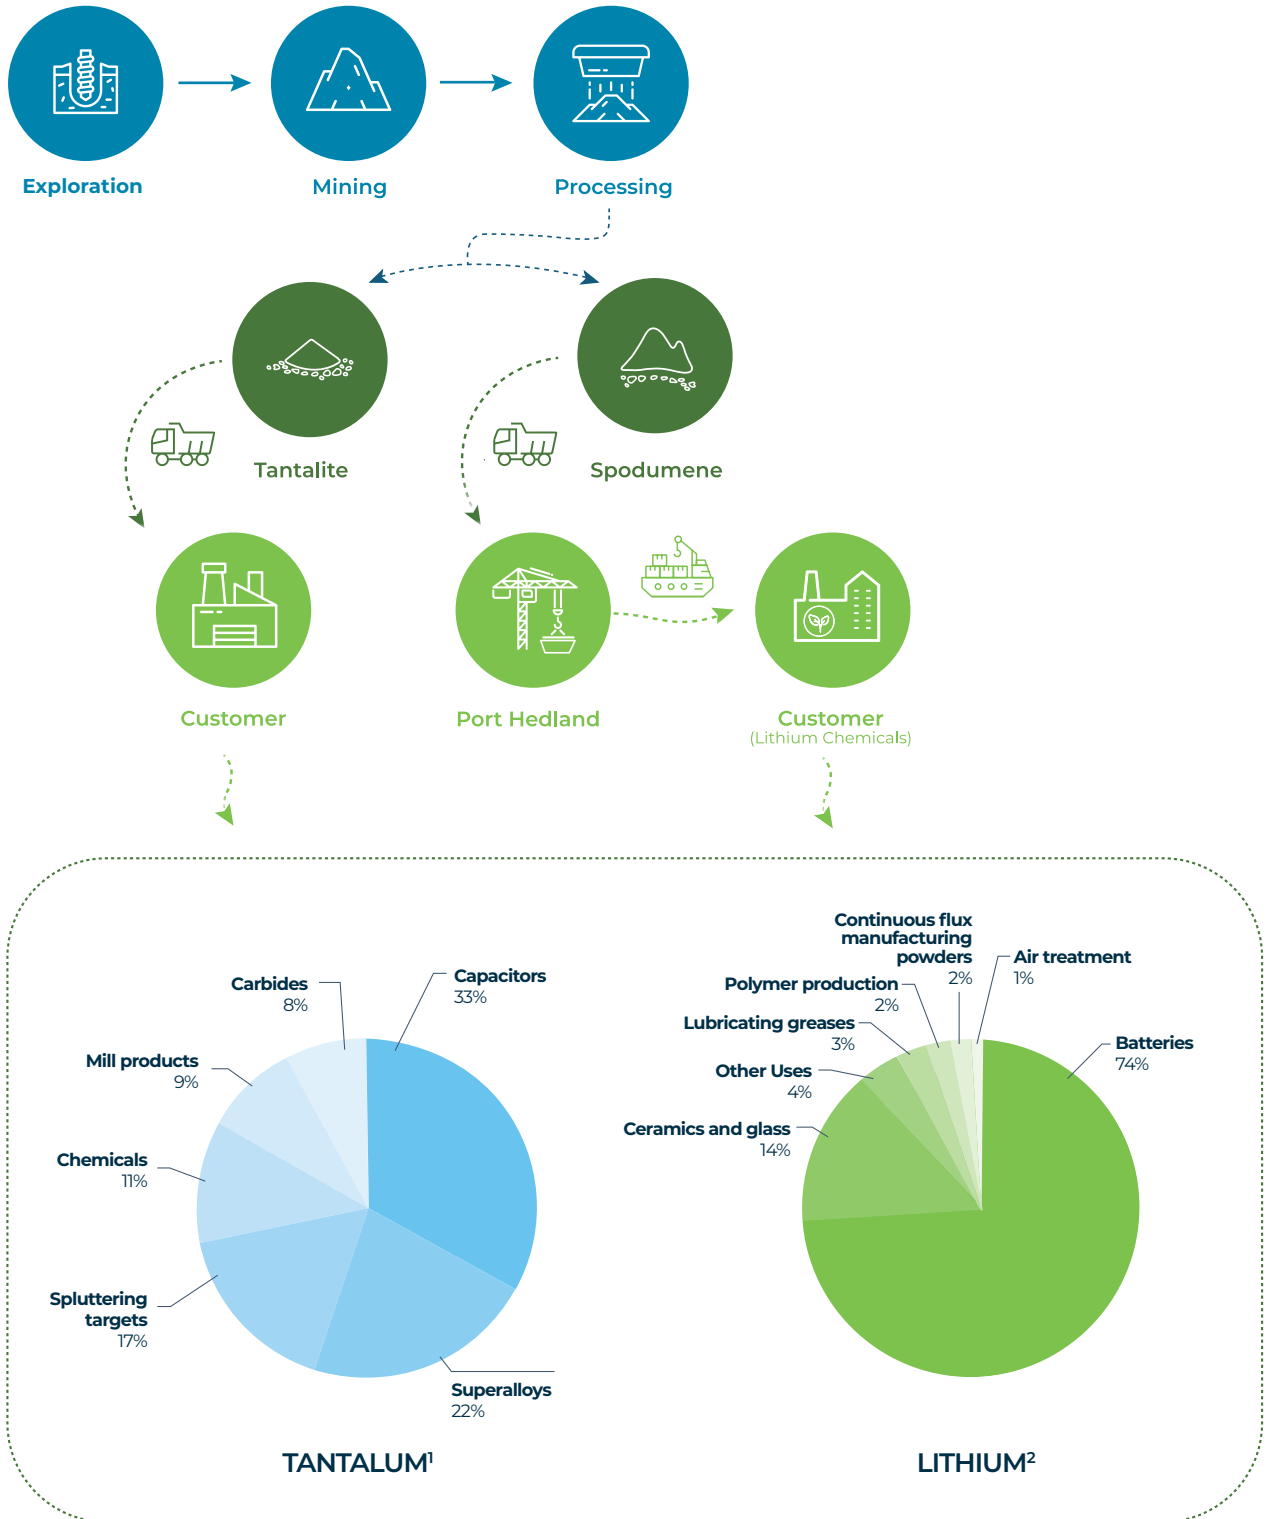 Exploration
Mining
Processing
Tantalite
Spodumene
Customer
Port Hedland
Customer
(Lithium Chemicals)
Capacitors
33%
Carbides
8%
Mill products
9%
Chemicals
11%
Spluttering
targets
17%
Superalloys
22%
TANTALUM¹
Continuous flux
manufacturing
powders
2%
Air treatment
1%
Polymer production
2%
Lubricating greases
3%
Other Uses
4%
Ceramics and glass
14%
Batteries
74%
LITHIUM²